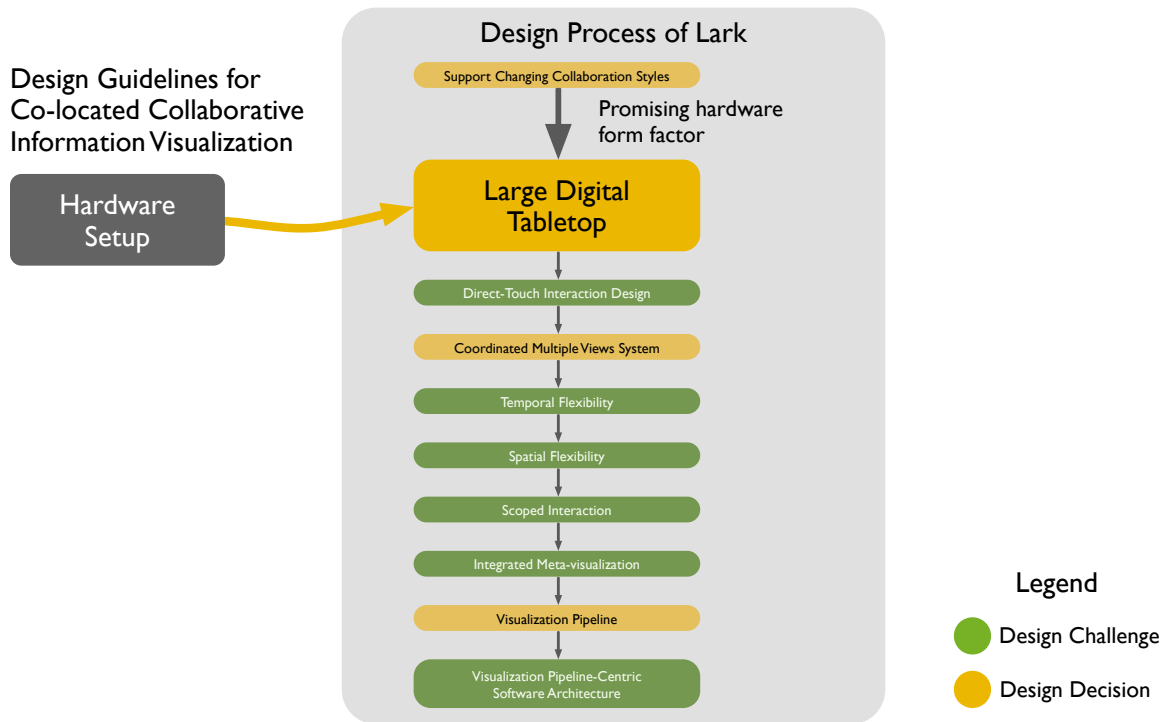 Design Process of Lark
Design Guidelines for
Co-located Collaborative
Information Visualization
Hardware
Setup
Support Changing Collaboration Styles
Promising hardware
form factor
Large Digital
Tabletop
Direct-Touch Interaction Design
Coordinated Multiple Views System
Temporal Flexibility
Spatial Flexibility
Scoped Interaction
Integrated Meta-visualization
Visualization Pipeline
Visualization Pipeline-Centric
Software Architecture
Legend
Design Challenge
Design Decision